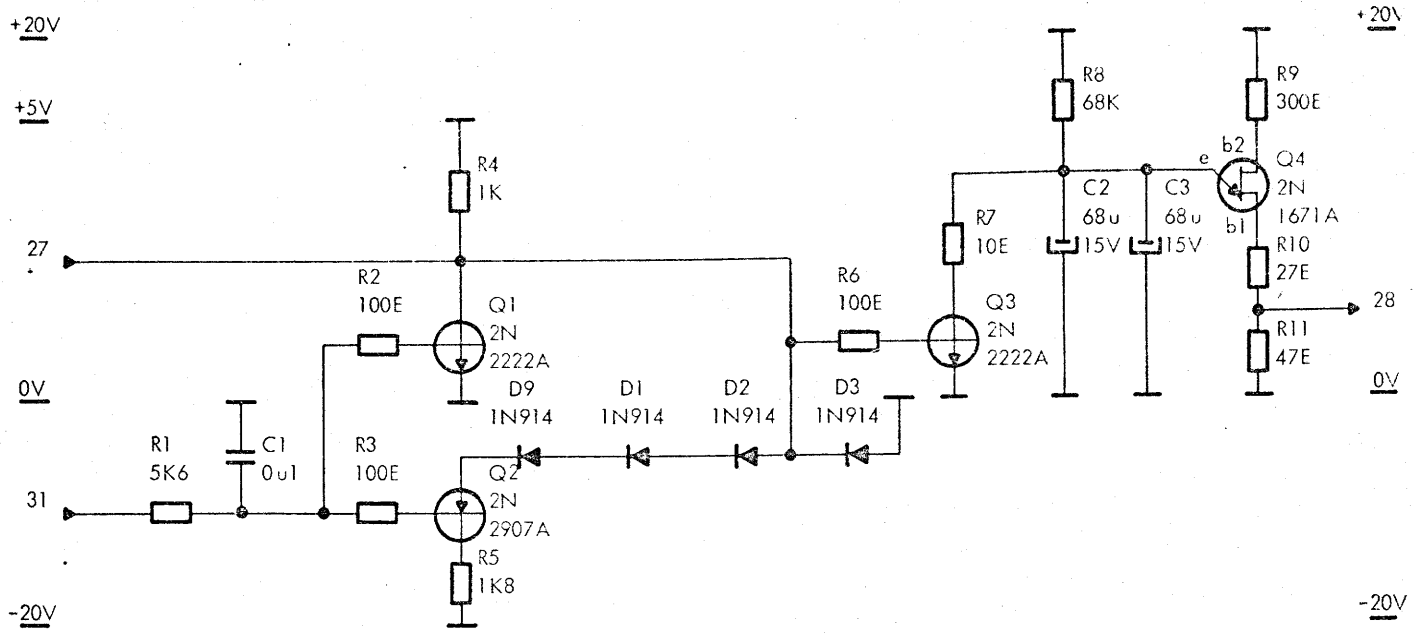 +20V
+20V
+5V
R8
68K
R9
300E
b2
e
Q4
2N
1671A
b1
R4
1K
C2
68u
15V
C3
68u
15V
R7
10E
R10
27E
27
R2
100E
Q1
2N
2222A
R6
100E
Q3
2N
2222A
28
R11
47E
0V
0V
D9
1N914
D1
1N914
D2
1N914
D3
1N914
R1
5K6
C1
0u1
R3
100E
Q2
2N
2907A
31
R5
1K8
-20V
-20V